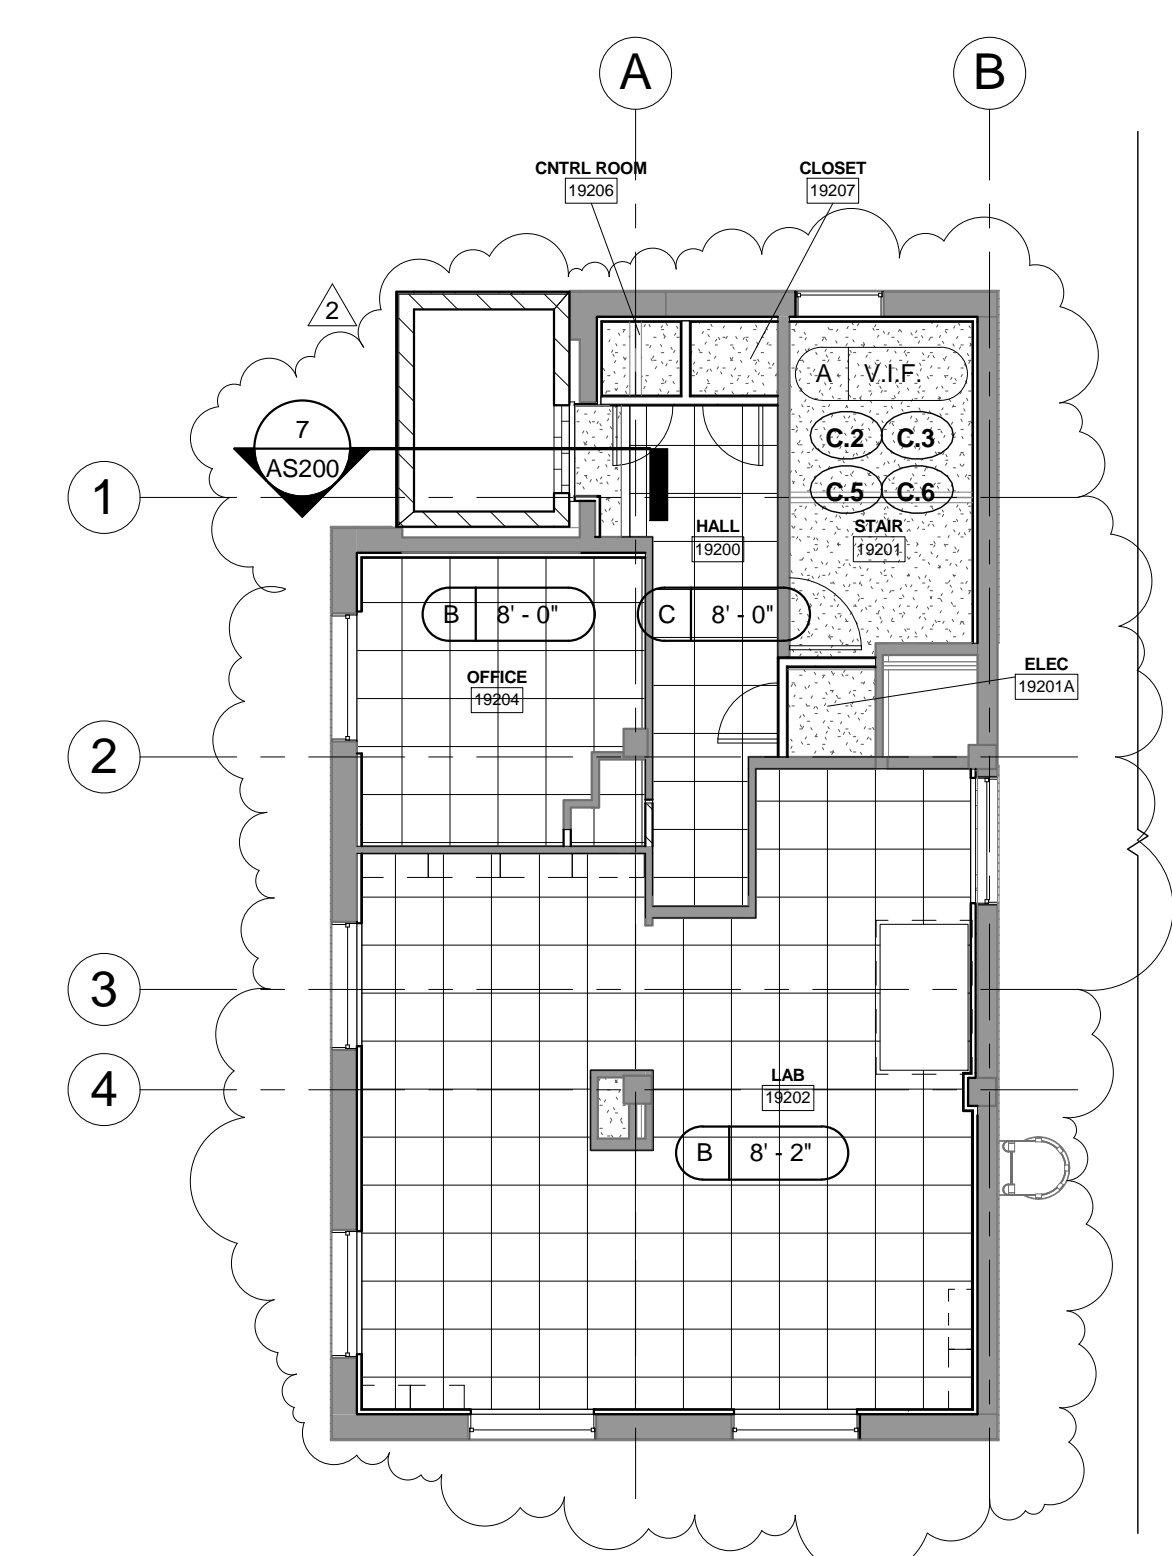 A
B
CNTRL ROOM
19206
CLOSET
19207
2
A V.I.F.
7
AS200
C.2 C.3
1
C.5 C.6
HALL
19200
STAIR
19201
B 8' - 0"
C 8' - 0"
OFFICE
19204
ELEC
19201A
2
3
LAB
19202
4
B 8' - 2"